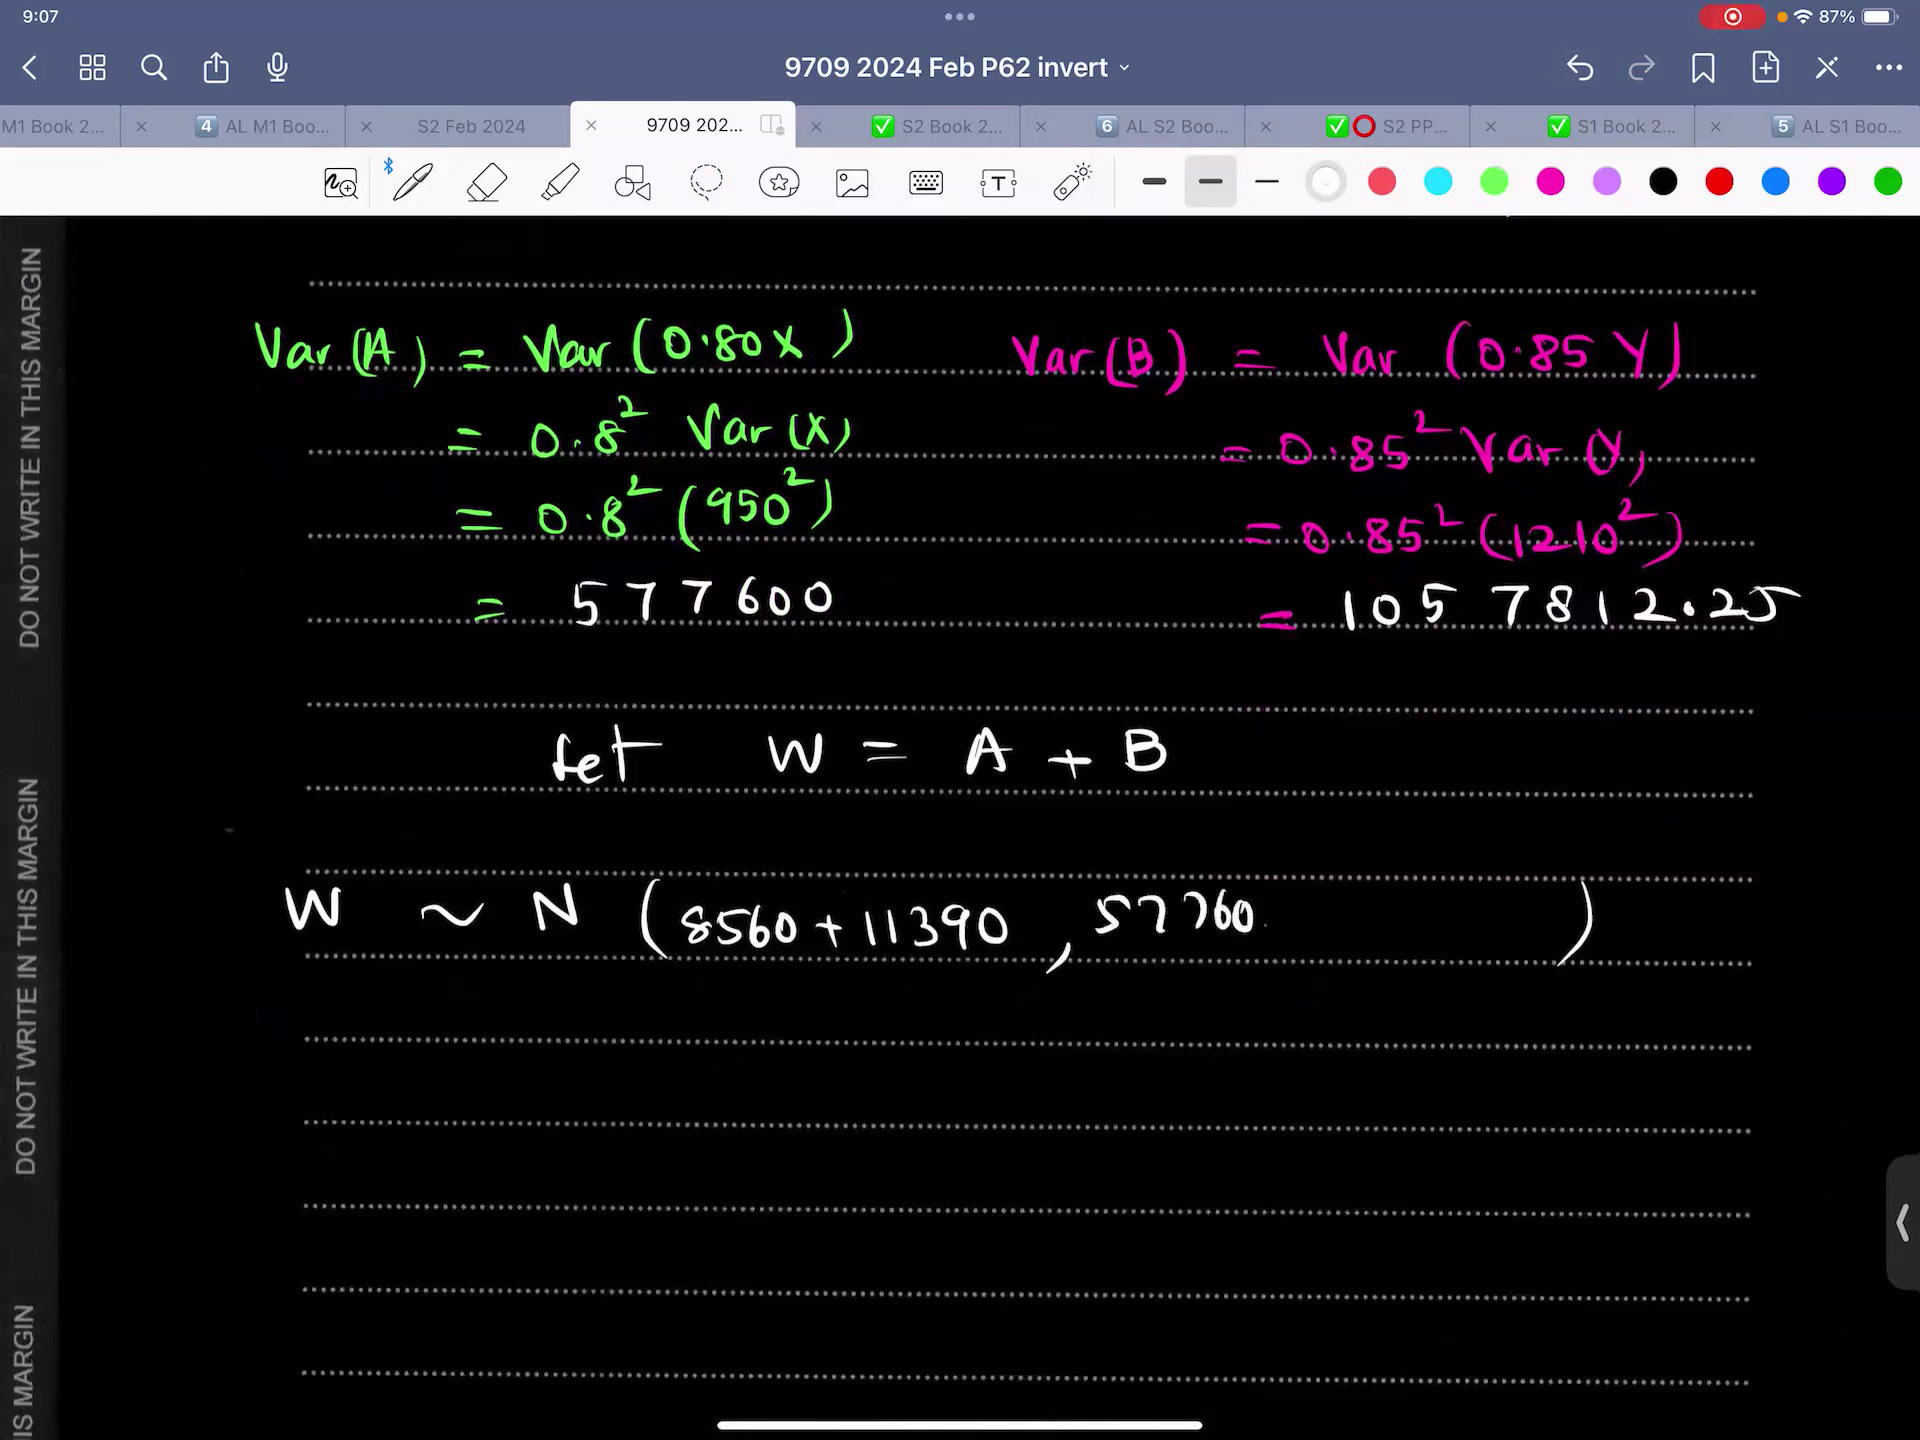 9:07
87%
9709 2024 Feb P62 invert
M1 Book 2...
4 AL M1 Boo...
S2 Feb 2024
9709 202...
S2 Book 2...
6 AL S2 Boo...
S2 PP...
S1 Book 2...
5 AL S1 Boo...
DO NOT WRITE IN THIS MARGIN
DO NOT WRITE IN THIS MARGIN
IS MARGIN
Var(A) = Var(0.80X)
= 0.8² Var(X)
= 0.8² (950²)
= 577600
Var(B) = Var(0.85Y)
= 0.85² Var(Y)
= 0.85² (1210²)
= 1057812.25
Let W = A + B
W ~ N (8560 + 11390, 57760 )